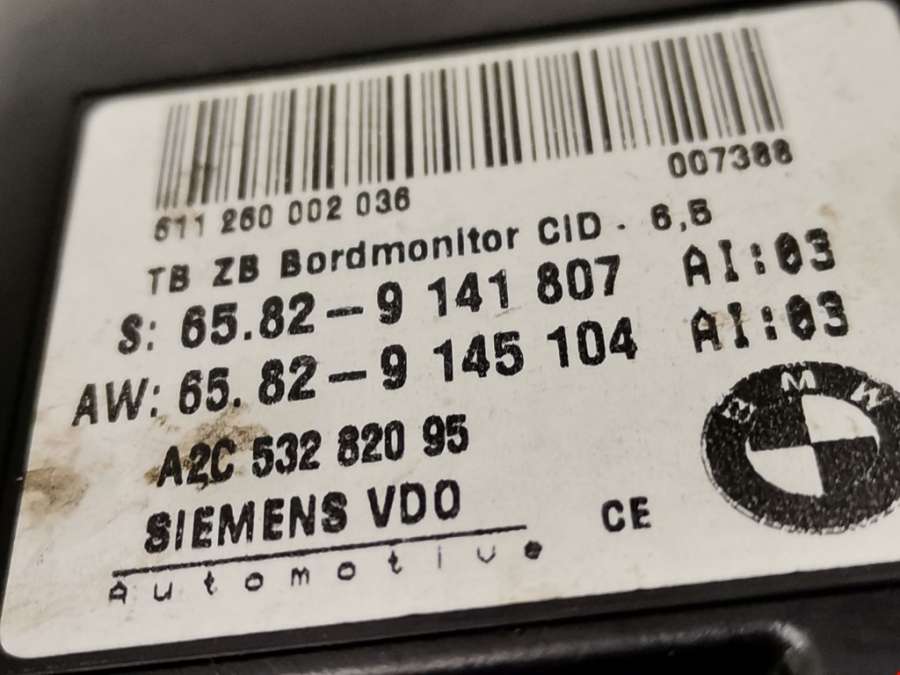 007388
611 260 002 036
TB ZB Bordmonitor CID - 6,5
S: 65.82-9 141 807 AI:03
AW: 65.82-9 145 104 AI:03
A2C 532 820 95
BMW
SIEMENS VDO
CE
Automotive